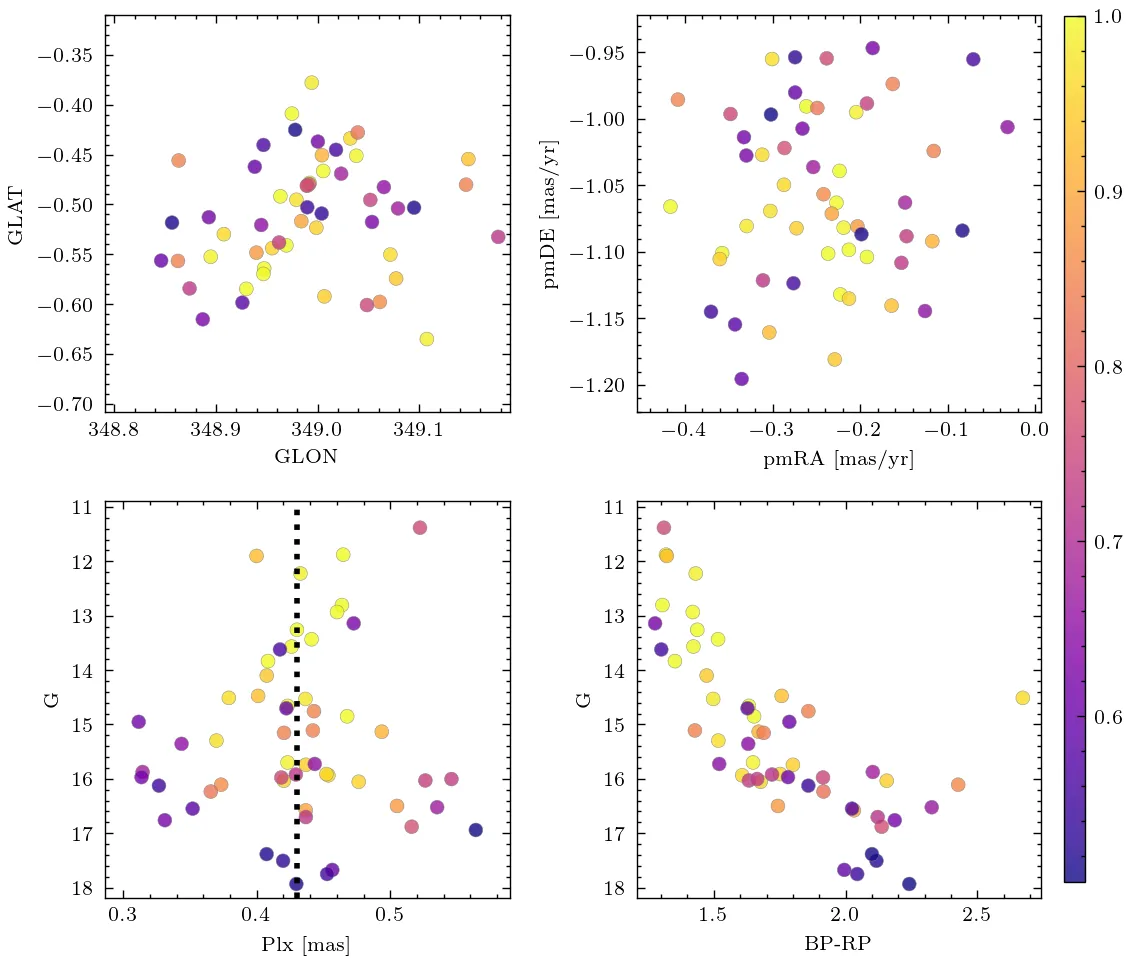 −0.35
−0.40
−0.45
−0.50
−0.55
−0.60
−0.65
−0.70
GLAT
348.8 348.9 349.0 349.1
GLON
−0.95
−1.00
−1.05
−1.10
−1.15
−1.20
pmDE [mas/yr]
−0.4 −0.3 −0.2 −0.1 0.0
pmRA [mas/yr]
1.0
0.9
0.8
0.7
0.6
11
12
13
14
15
16
17
18
G
0.3 0.4 0.5
Plx [mas]
11
12
13
14
15
16
17
18
G
1.5 2.0 2.5
BP-RP